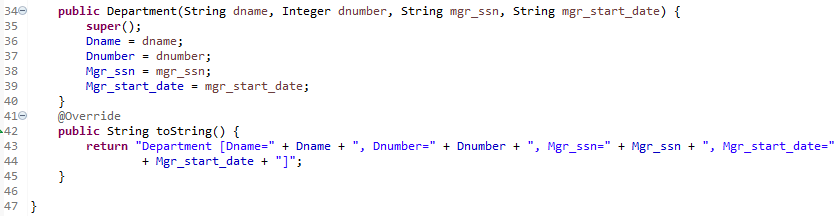 34 public Department(String dname, Integer dnumber, String mgr_ssn, String mgr_start_date) {
35 super();
36 Dname = dname;
37 Dnumber = dnumber;
38 Mgr_ssn = mgr_ssn;
39 Mgr_start_date = mgr_start_date;
40 }
41 @Override
42 public String toString() {
43 return "Department [Dname=" + Dname + ", Dnumber=" + Dnumber + ", Mgr_ssn=" + Mgr_ssn + ", Mgr_start_date="
44 + Mgr_start_date + "]";
45 }
46
47 }